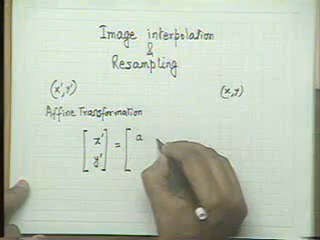 Image interpolation
&
Resampling
(x', y') (x, y)
Affine Transformation
[ x' ] = [ a
[ y' ]